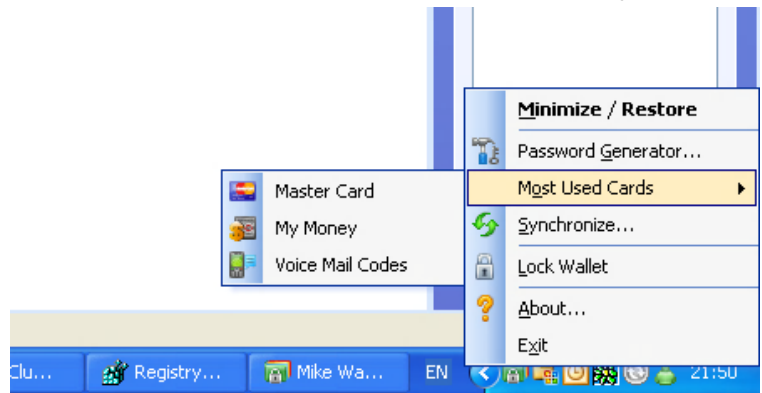 Minimize / Restore
Password Generator...
Most Used Cards
Synchronize...
Lock Wallet
About...
Exit
Master Card
My Money
Voice Mail Codes
Clu...
Registry...
Mike Wa...
EN
21:50